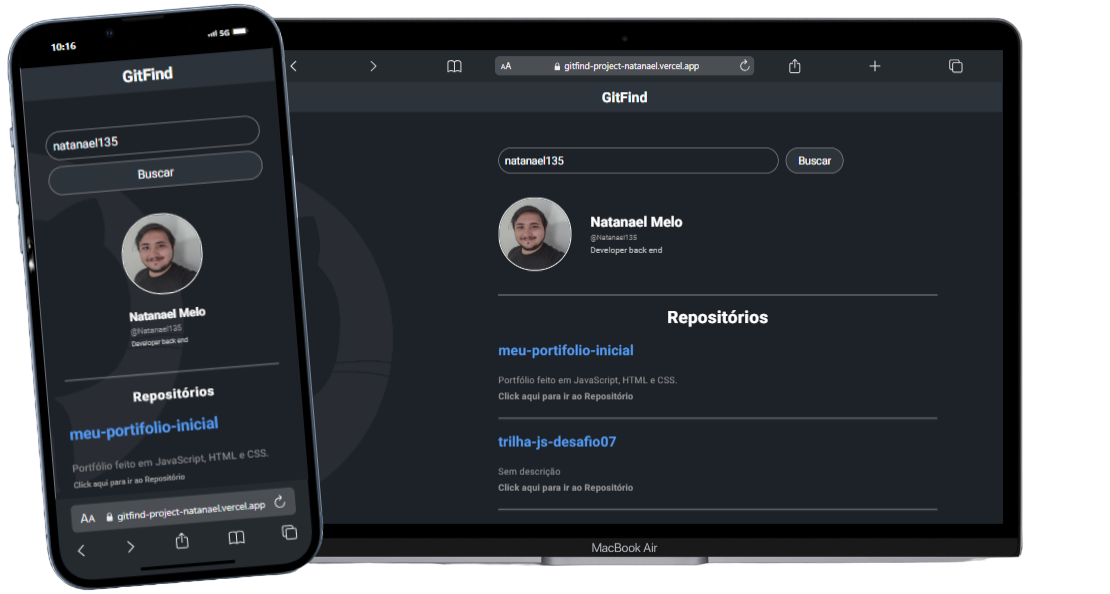 10:16
5G
GitFind
natanael135
Buscar
Natanael Melo
@Natanael135
Developer back end
Repositórios
meu-portifolio-inicial
Portfólio feito em JavaScript, HTML e CSS.
Click aqui para ir ao Repositório
AA gitfind-project-natanael.vercel.app
AA gitfind-project-natanael.vercel.app
GitFind
natanael135 Buscar
Natanael Melo
@Natanael135
Developer back end
Repositórios
meu-portifolio-inicial
Portfólio feito em JavaScript, HTML e CSS.
Click aqui para ir ao Repositório
trilha-js-desafio07
Sem descrição
Click aqui para ir ao Repositório
MacBook Air